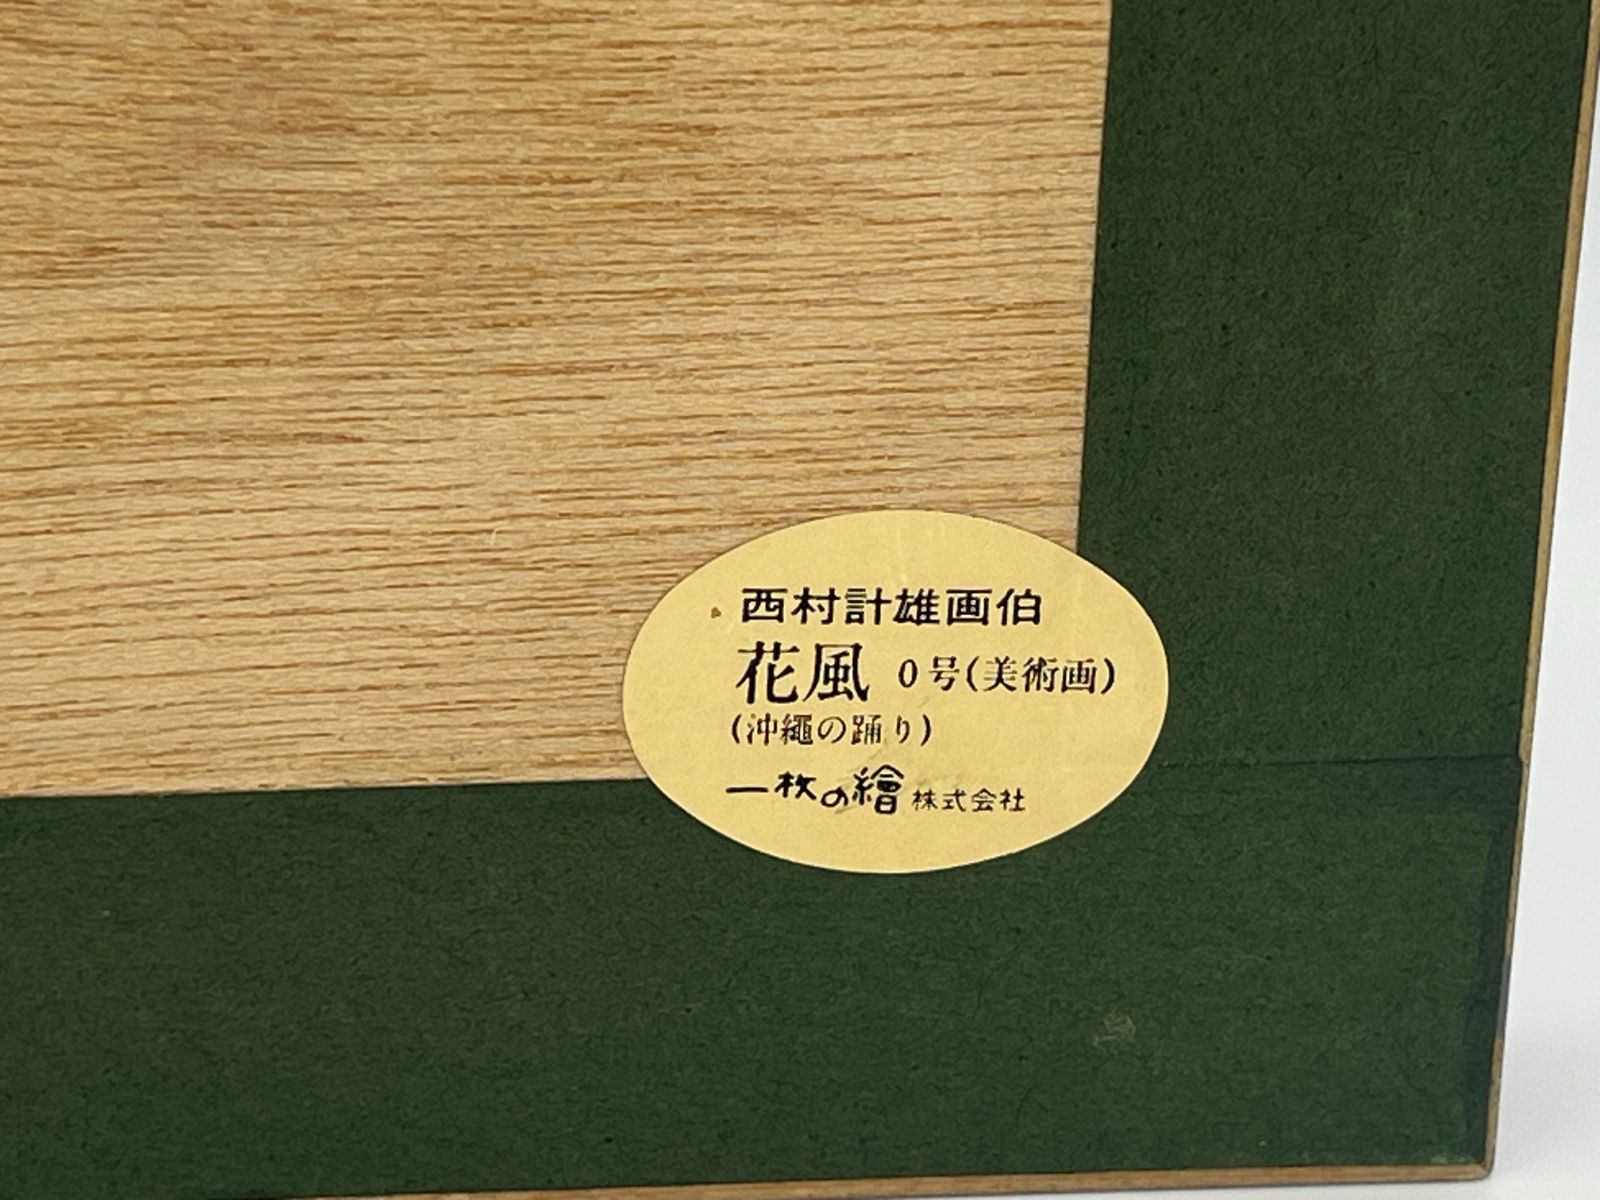 西村計雄画伯
花風 0号(美術画)
(沖縄の踊り)
一枚の繪株式会社